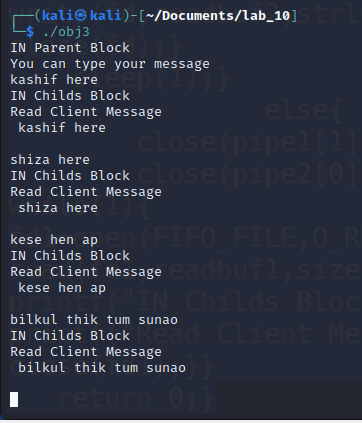 ┌──(kali㉿kali)-[~/Documents/lab_10]
└─$ ./obj3
IN Parent Block
You can type your message
kashif here
IN Childs Block
Read Client Message
 kashif here

shiza here
IN Childs Block
Read Client Message
 shiza here

kese hen ap
IN Childs Block
Read Client Message
 kese hen ap

bilkul thik tum sunao
IN Childs Block
Read Client Message
 bilkul thik tum sunao